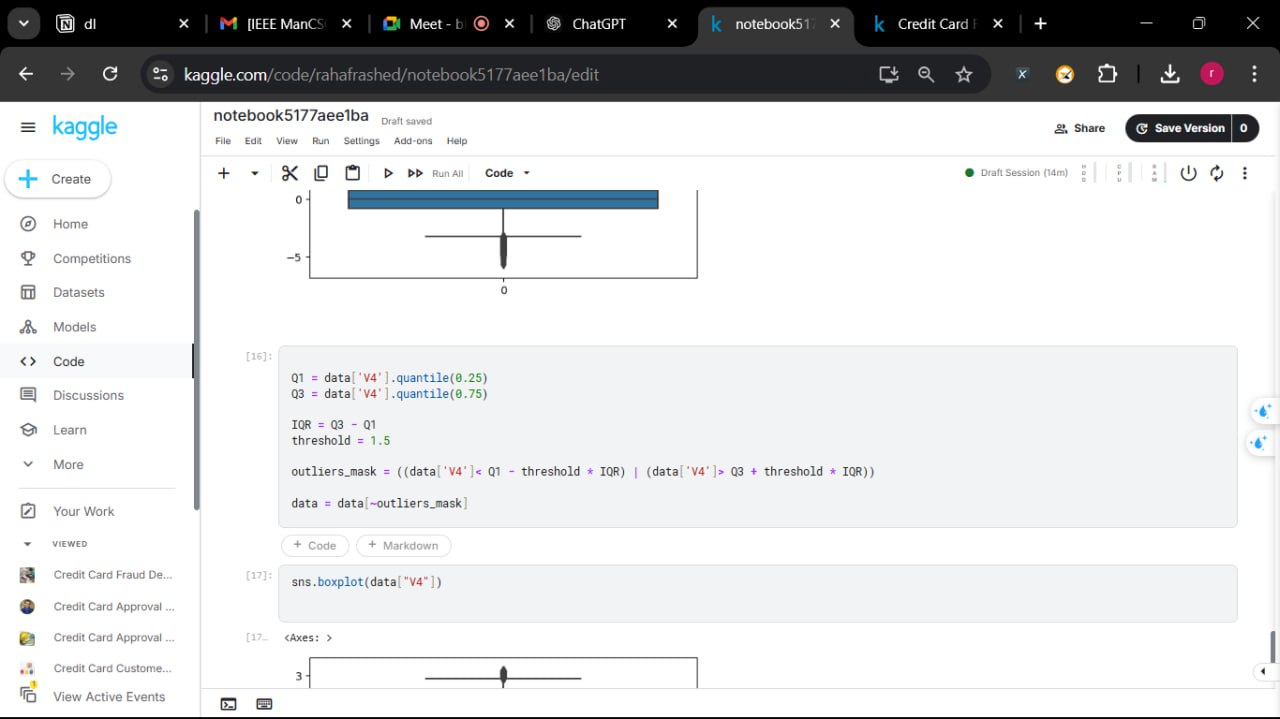 dl
[IEEE ManCS
Meet - b
ChatGPT
notebook517
Credit Card F
kaggle.com/code/rahafrashed/notebook5177aee1ba/edit
X
r
kaggle
notebook5177aee1ba
Draft saved
File Edit View Run Settings Add-ons Help
Share
Save Version 0
Create
Run All
Code
Draft Session (14m)
HDD
CPU
RAM
Home
Competitions
Datasets
Models
Code
Discussions
Learn
More
Your Work
VIEWED
Credit Card Fraud De...
Credit Card Approval ...
Credit Card Approval ...
Credit Card Custome...
View Active Events
0
−5
0
[16]:
Q1 = data['V4'].quantile(0.25)
Q3 = data['V4'].quantile(0.75)
IQR = Q3 - Q1
threshold = 1.5
outliers_mask = ((data['V4']< Q1 - threshold * IQR) | (data['V4']> Q3 + threshold * IQR))
data = data[~outliers_mask]
+ Code
+ Markdown
[17]:
sns.boxplot(data["V4"])
[17...
<Axes: >
3